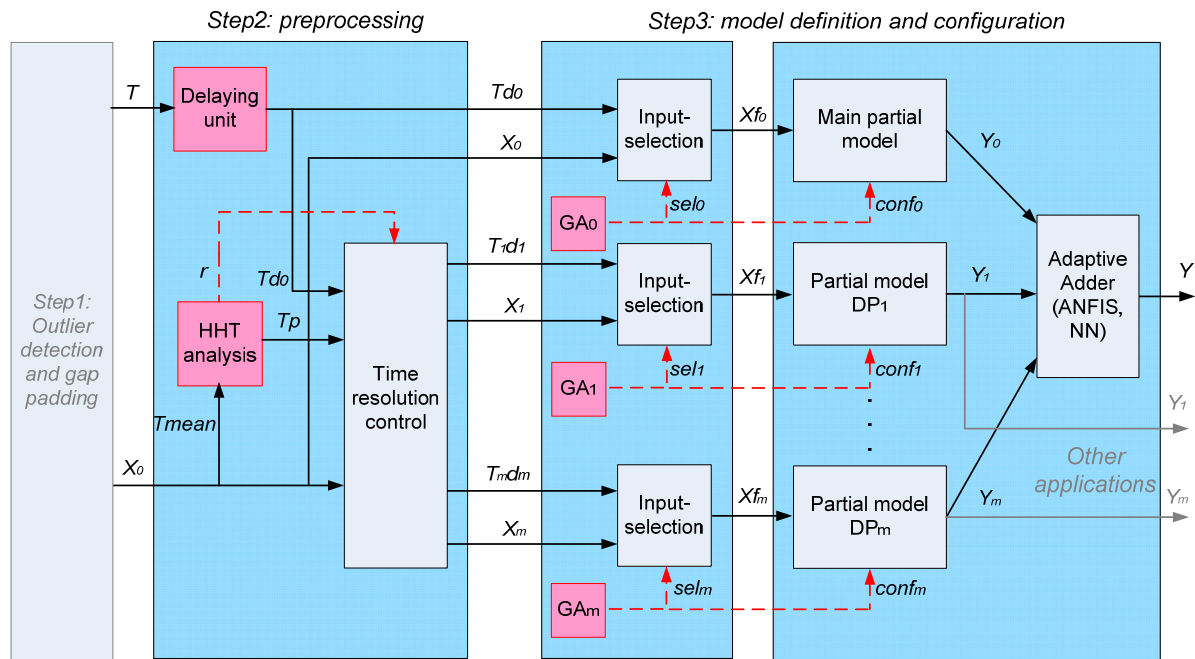 Step2: preprocessing
Step3: model definition and configuration
Step1:
Outlier
detection
and gap
padding
T
Delaying
unit
Td0
X0
r
Td0
HHT
analysis
Tp
Tmean
X0
Time
resolution
control
T1d1
X1
Tmdm
Xm
Input-
selection
Xf0
Main partial
model
Y0
GA0
sel0
conf0
Input-
selection
Xf1
Partial model
DP1
Y1
GA1
sel1
conf1
Input-
selection
Xfm
Partial model
DPm
Ym
GAm
selm
confm
Adaptive
Adder
(ANFIS,
NN)
Y
Y1
Other
applications
Ym